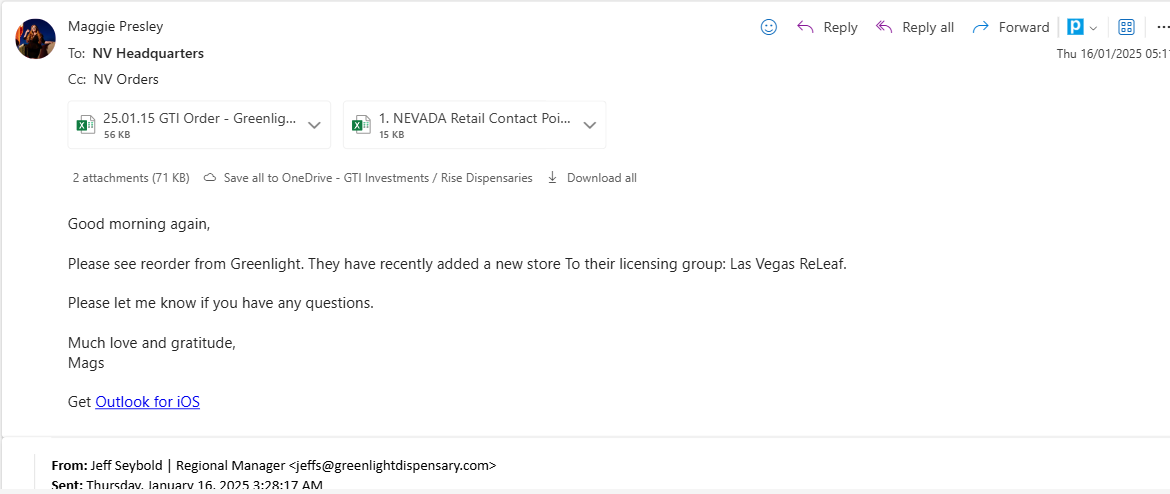 Maggie Presley
Reply Reply all Forward
To: NV Headquarters
Thu 16/01/2025 05:1
Cc: NV Orders
25.01.15 GTI Order - Greenlig...
56 KB
1. NEVADA Retail Contact Poi...
15 KB
2 attachments (71 KB) Save all to OneDrive - GTI Investments / Rise Dispensaries Download all
Good morning again,
Please see reorder from Greenlight. They have recently added a new store To their licensing group: Las Vegas ReLeaf.
Please let me know if you have any questions.
Much love and gratitude,
Mags
Get Outlook for iOS
From: Jeff Seybold | Regional Manager <jeffs@greenlightdispensary.com>
Sent: Thursday, January 16, 2025 3:28:17 AM